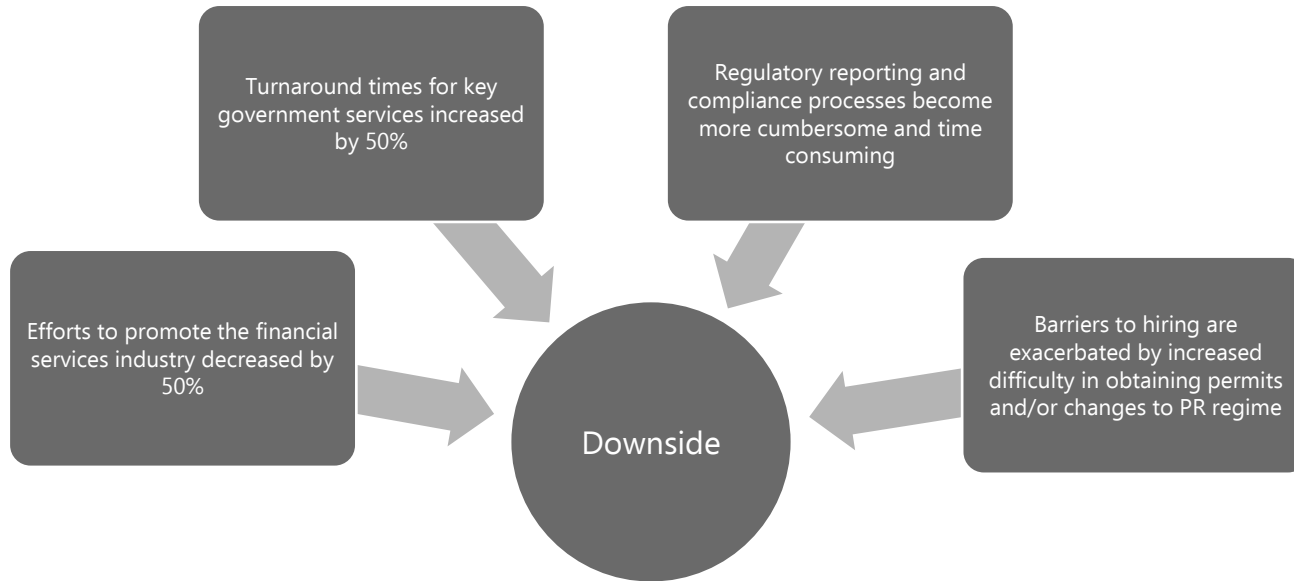 Turnaround times for key
government services increased
by 50%
Regulatory reporting and
compliance processes become
more cumbersome and time
consuming
Efforts to promote the financial
services industry decreased by
50%
Barriers to hiring are
exacerbated by increased
difficulty in obtaining permits
and/or changes to PR regime
Downside